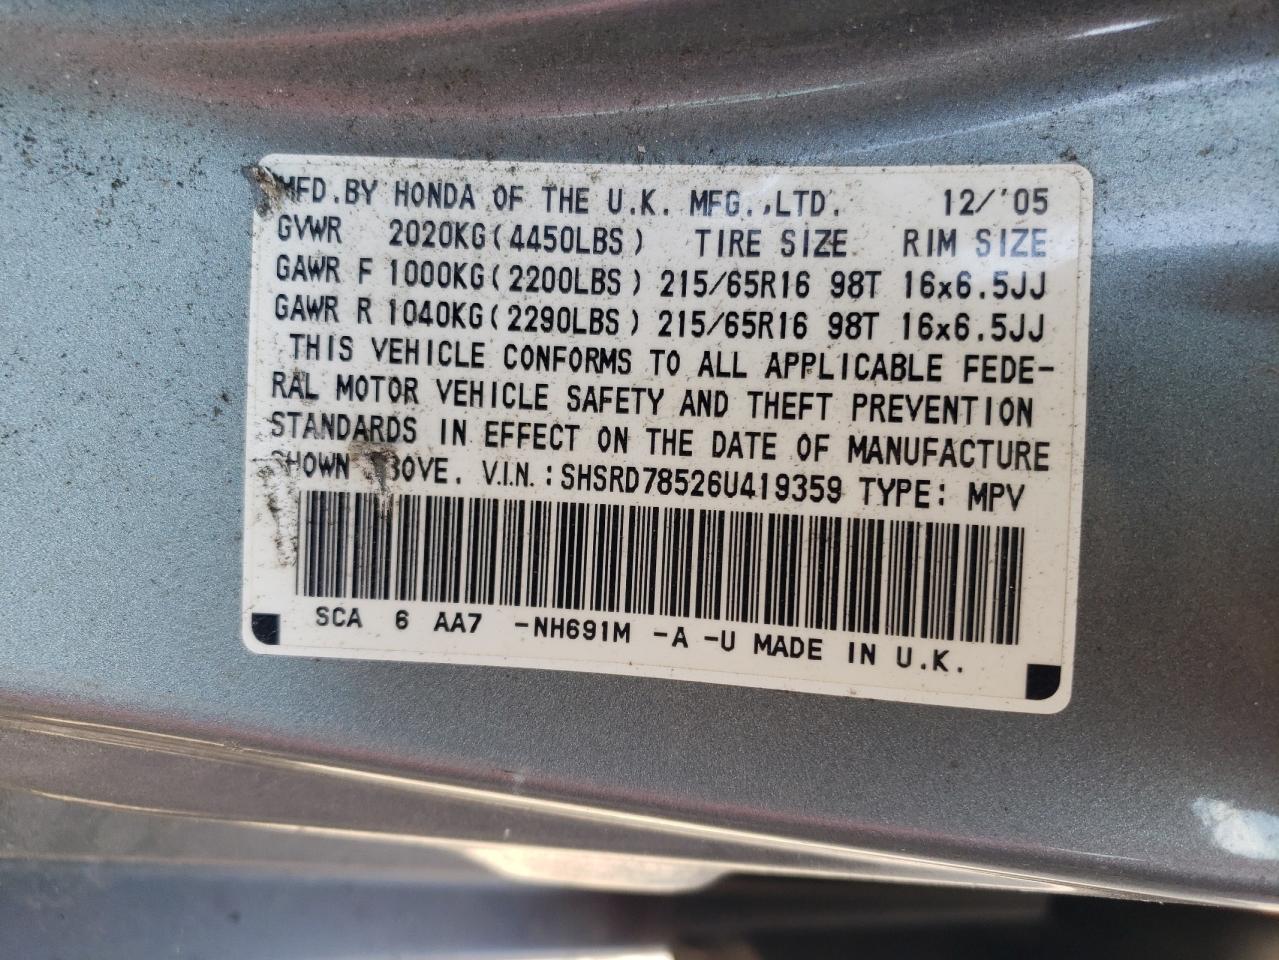 MFD.BY HONDA OF THE U.K. MFG.,LTD. 12/'05
GVWR 2020KG(4450LBS) TIRE SIZE RIM SIZE
GAWR F 1000KG(2200LBS) 215/65R16 98T 16x6.5JJ
GAWR R 1040KG(2290LBS) 215/65R16 98T 16x6.5JJ
THIS VEHICLE CONFORMS TO ALL APPLICABLE FEDE-
RAL MOTOR VEHICLE SAFETY AND THEFT PREVENTION
STANDARDS IN EFFECT ON THE DATE OF MANUFACTURE
SHOWN ABOVE. V.I.N.:SHSRD78526U419359 TYPE: MPV
SCA 6 AA7 -NH691M -A -U MADE IN U.K.